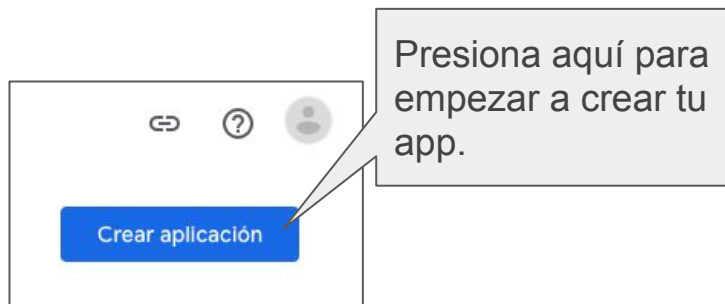 Presiona aquí para
empezar a crear tu
app.
Crear aplicación